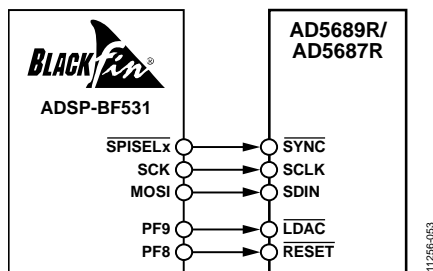 BLACKfin®
ADSP-BF531
SPISELx
SCK
MOSI
PF9
PF8
AD5689R/
AD5687R
SYNC
SCLK
SDIN
LDAC
RESET
11256-053